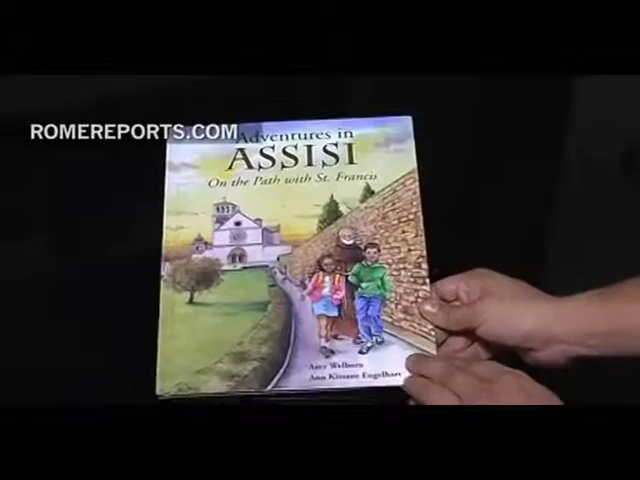 ROMEREPORTS.COM
Adventures in
ASSISI
On the Path with St. Francis
Amy Welborn
Ann Kissane Engelhart